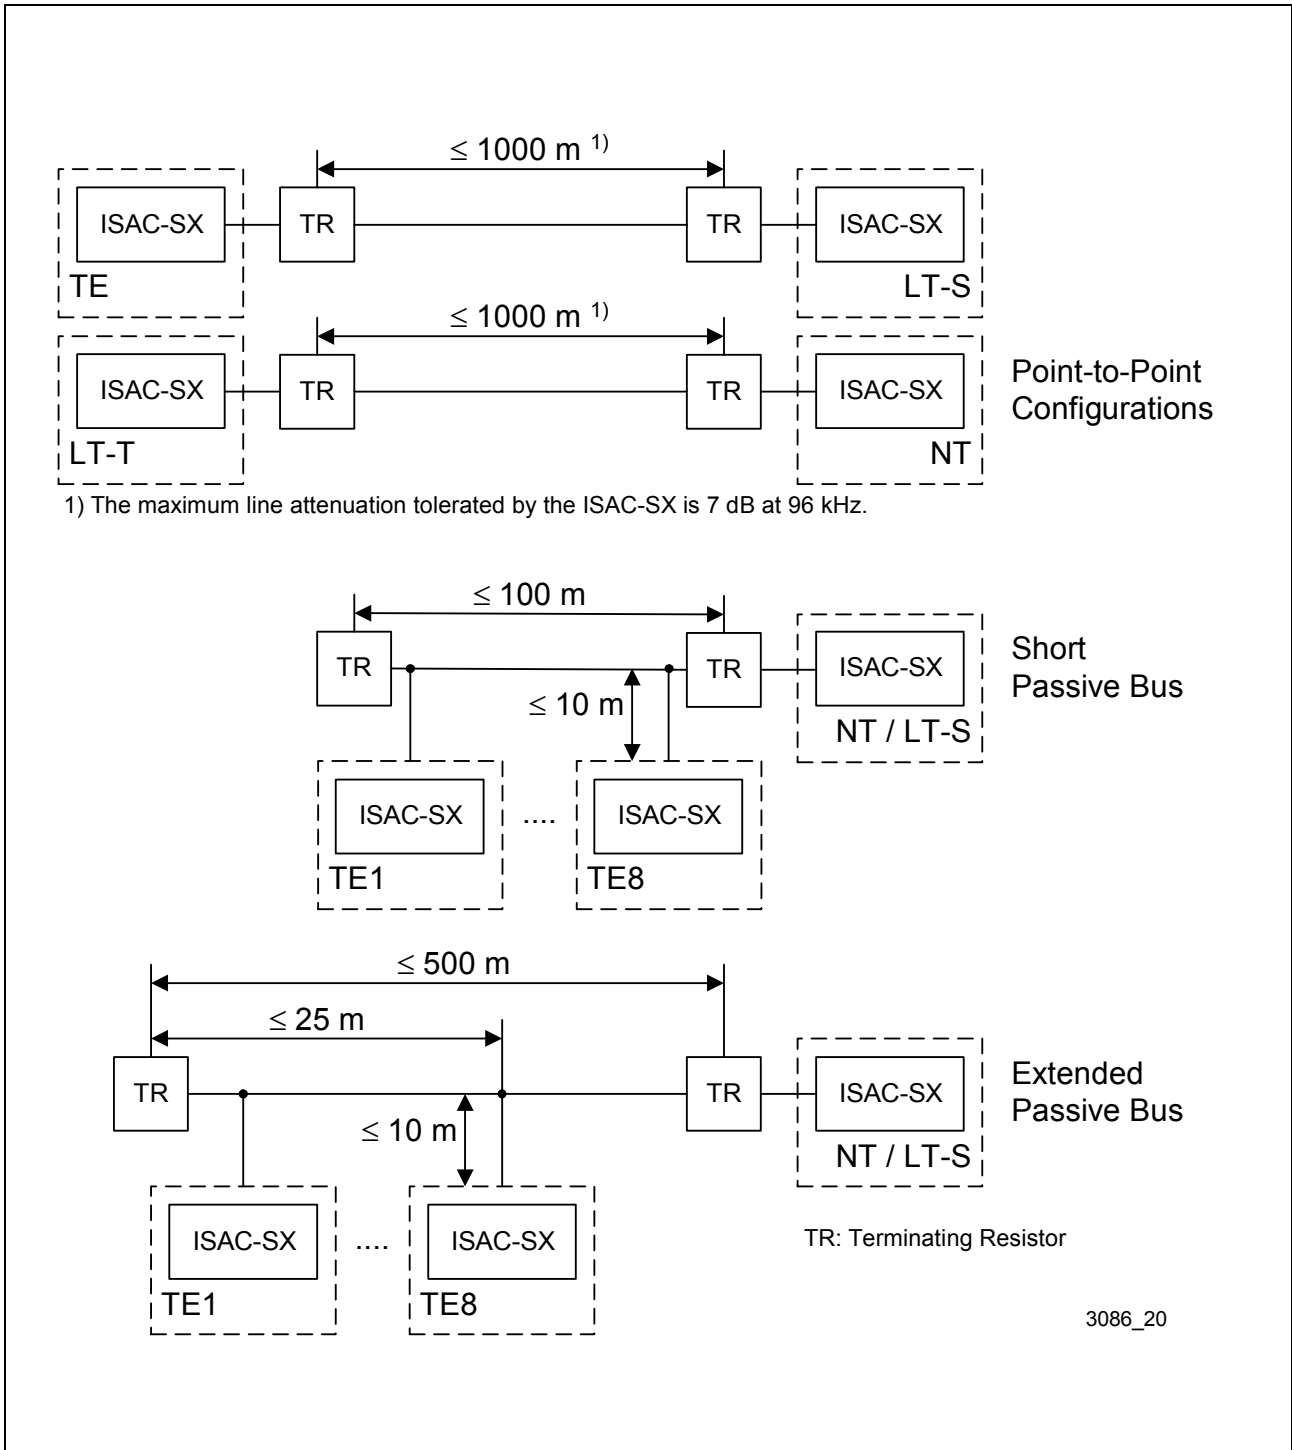 ≤ 1000 m 1)
ISAC-SX TR TR ISAC-SX
TE LT-S
≤ 1000 m 1)
ISAC-SX TR TR ISAC-SX
LT-T NT
Point-to-Point
Configurations
1) The maximum line attenuation tolerated by the ISAC-SX is 7 dB at 96 kHz.
≤ 100 m
TR TR ISAC-SX
≤ 10 m
NT / LT-S
Short
Passive Bus
ISAC-SX .... ISAC-SX
TE1 TE8
≤ 500 m
≤ 25 m
TR TR ISAC-SX
≤ 10 m
NT / LT-S
Extended
Passive Bus
ISAC-SX .... ISAC-SX
TE1 TE8
TR: Terminating Resistor
3086_20